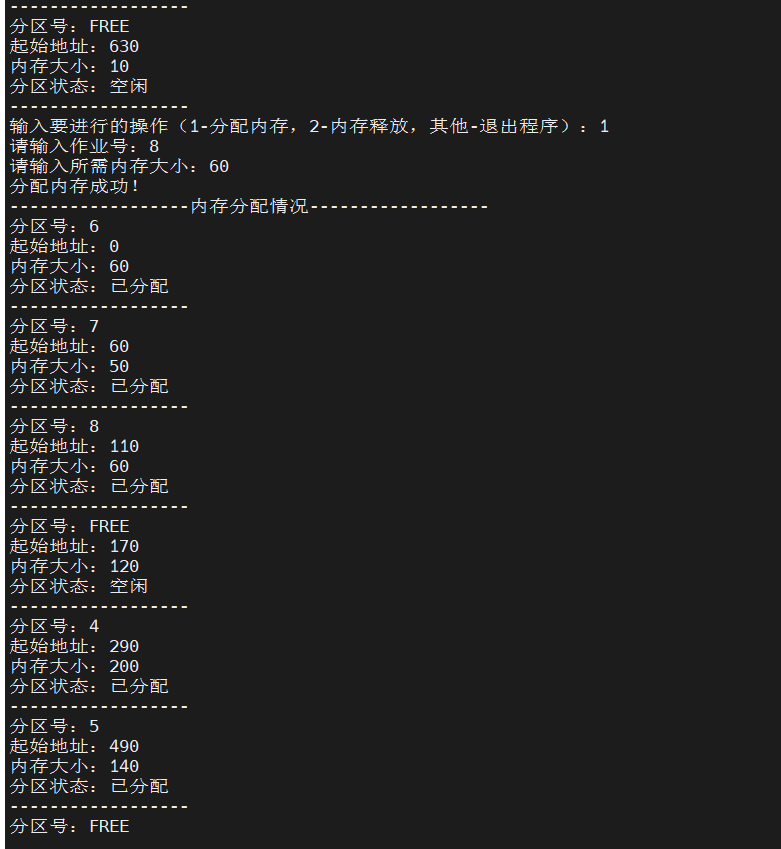 ------------------
分区号：FREE
起始地址：630
内存大小：10
分区状态：空闲
------------------
输入要进行的操作（1-分配内存，2-内存释放，其他-退出程序）：1
请输入作业号：8
请输入所需内存大小：60
分配内存成功！
------------------内存分配情况------------------
分区号：6
起始地址：0
内存大小：60
分区状态：已分配
------------------
分区号：7
起始地址：60
内存大小：50
分区状态：已分配
------------------
分区号：8
起始地址：110
内存大小：60
分区状态：已分配
------------------
分区号：FREE
起始地址：170
内存大小：120
分区状态：空闲
------------------
分区号：4
起始地址：290
内存大小：200
分区状态：已分配
------------------
分区号：5
起始地址：490
内存大小：140
分区状态：已分配
------------------
分区号：FREE